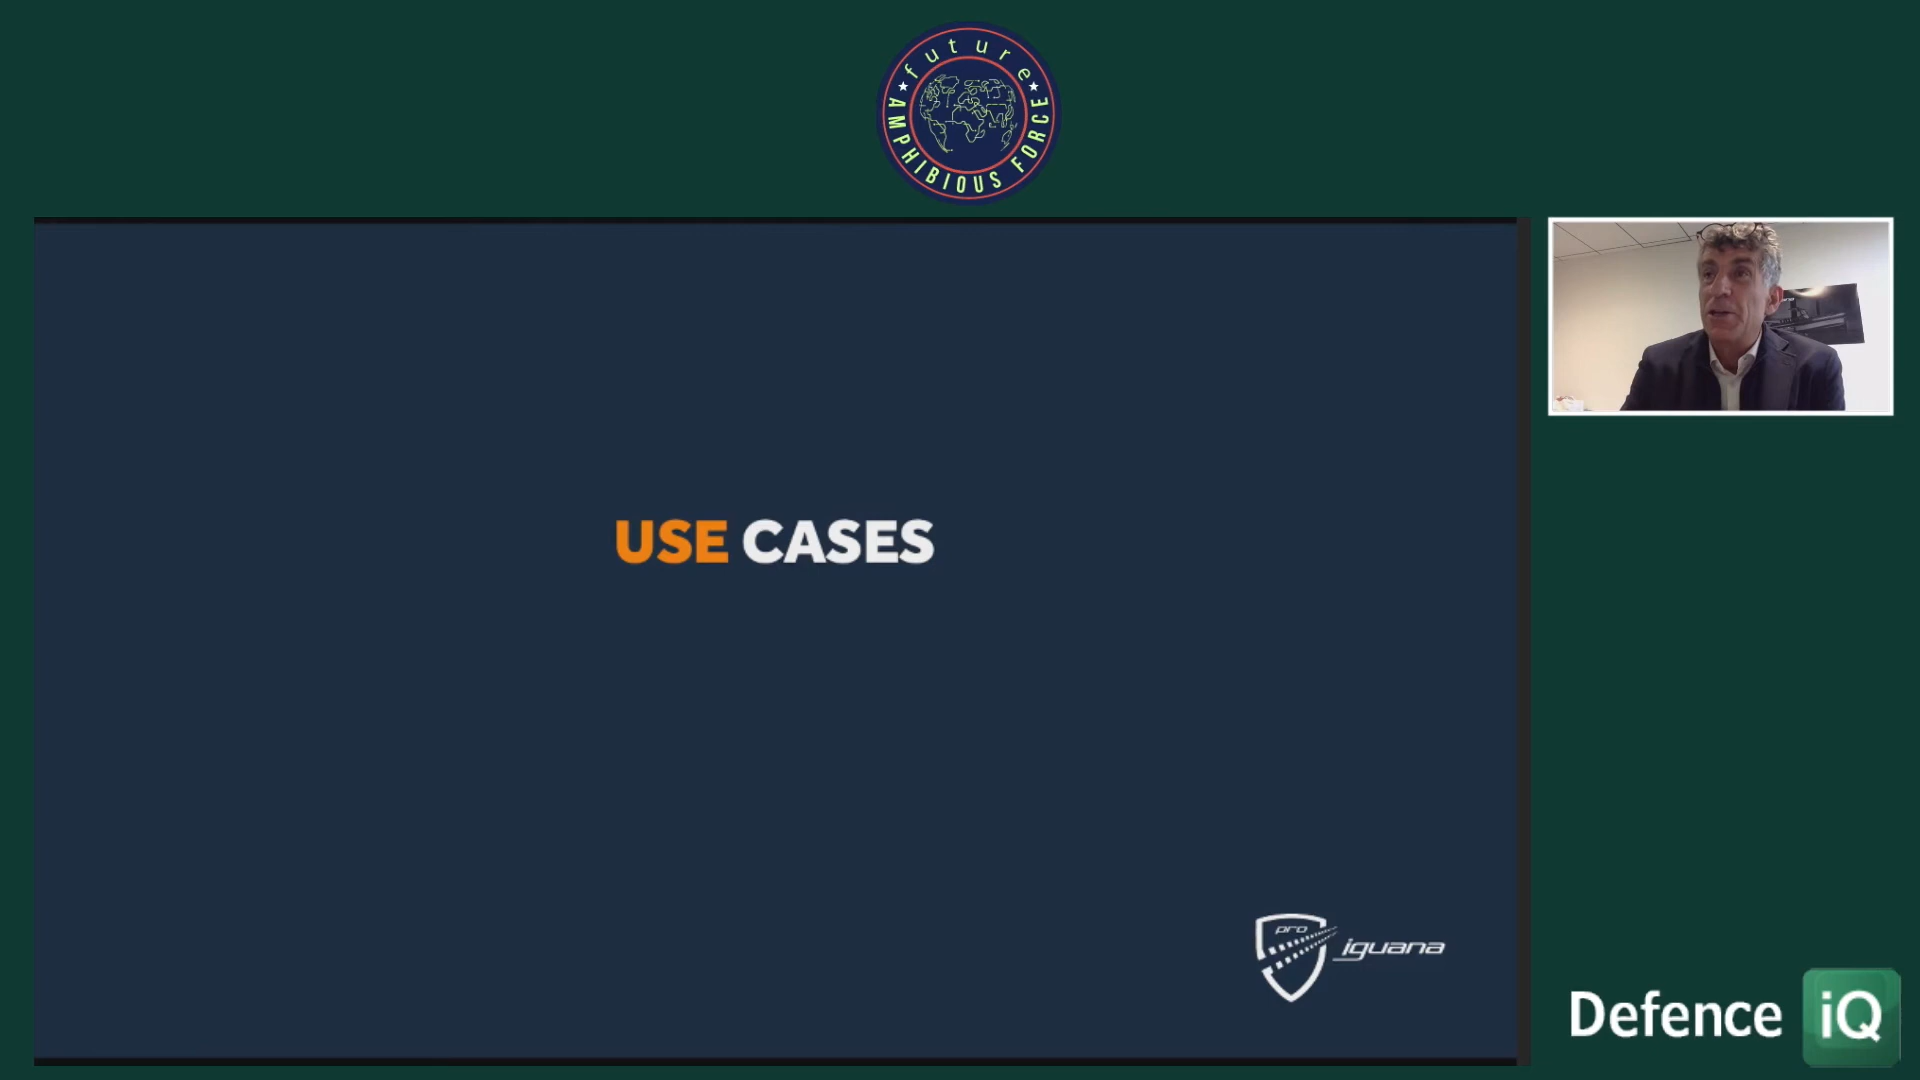 future
AMPHIBIOUS FORCE
USE CASES
pro
iguana
Defence iQ